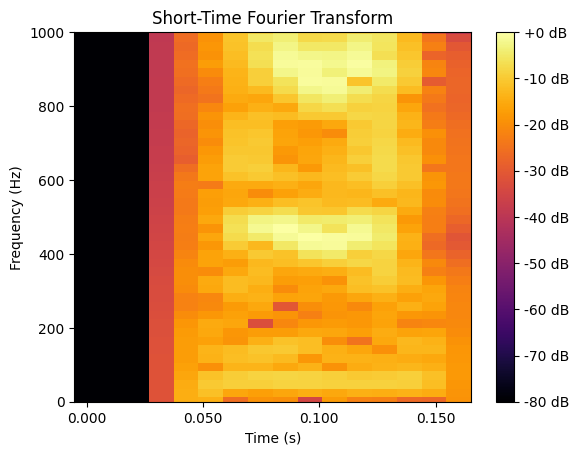 Short-Time Fourier Transform
1000
800
600
400
200
0
Frequency (Hz)
0.000
0.050
0.100
0.150
Time (s)
+0 dB
-10 dB
-20 dB
-30 dB
-40 dB
-50 dB
-60 dB
-70 dB
-80 dB